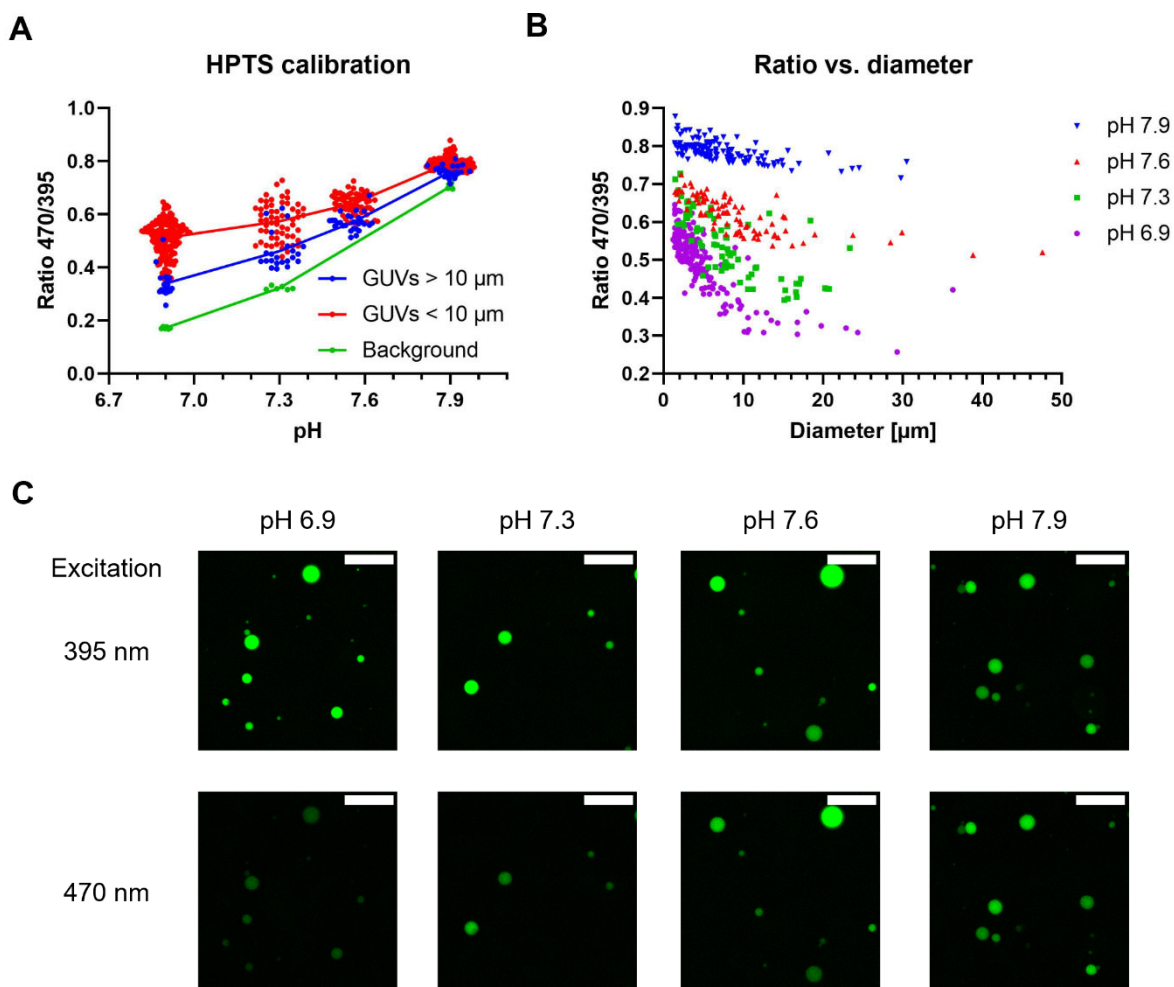 A
HPTS calibration
Ratio 470/395
1.0
0.8
0.6
0.4
0.2
0.0
6.7
7.0
7.3
7.6
7.9
pH
GUVs > 10 µm
GUVs < 10 µm
Background
B
Ratio vs. diameter
Ratio 470/395
0.9
0.8
0.7
0.6
0.5
0.4
0.3
0.2
0
10
20
30
40
50
Diameter [µm]
pH 7.9
pH 7.6
pH 7.3
pH 6.9
C
pH 6.9
pH 7.3
pH 7.6
pH 7.9
Excitation
395 nm
470 nm